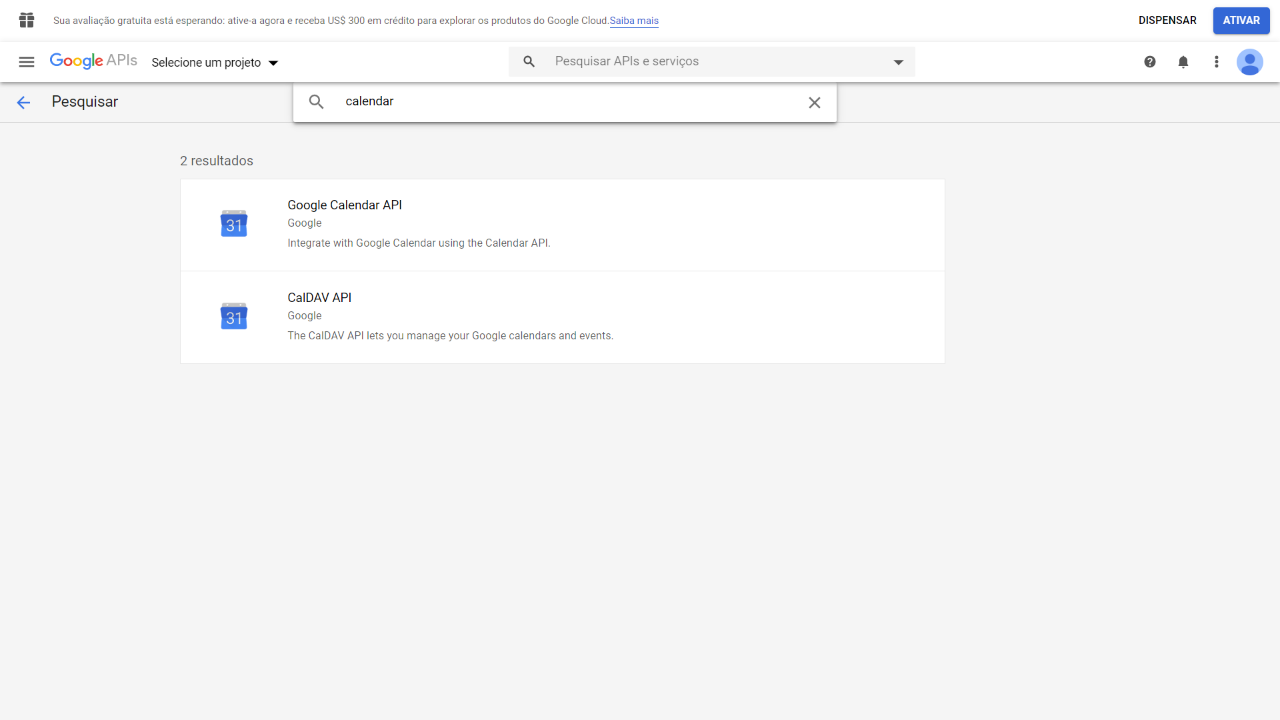 Sua avaliação gratuita está esperando: ative-a agora e receba US$ 300 em crédito para explorar os produtos do Google Cloud.Saiba mais
DISPENSAR
ATIVAR
Google APIs
Selecione um projeto
Pesquisar APIs e serviços
Pesquisar
calendar
2 resultados
31
Google Calendar API
Google
Integrate with Google Calendar using the Calendar API.
31
CalDAV API
Google
The CalDAV API lets you manage your Google calendars and events.